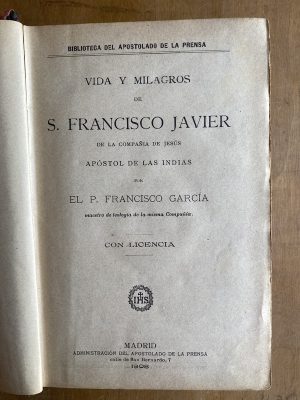 BIBLIOTECA DEL APOSTOLADO DE LA PRENSA
VIDA Y MILAGROS
DE
S. FRANCISCO JAVIER
DE LA COMPAÑIA DE JESÚS
APÓSTOL DE LAS INDIAS
POR
EL P. FRANCISCO GARCÍA
maestro de teología de la misma Compañía.
CON LICENCIA
IHS
MADRID
ADMINISTRACIÓN DEL APOSTOLADO DE LA PRENSA
calle de San Bernardo, 7